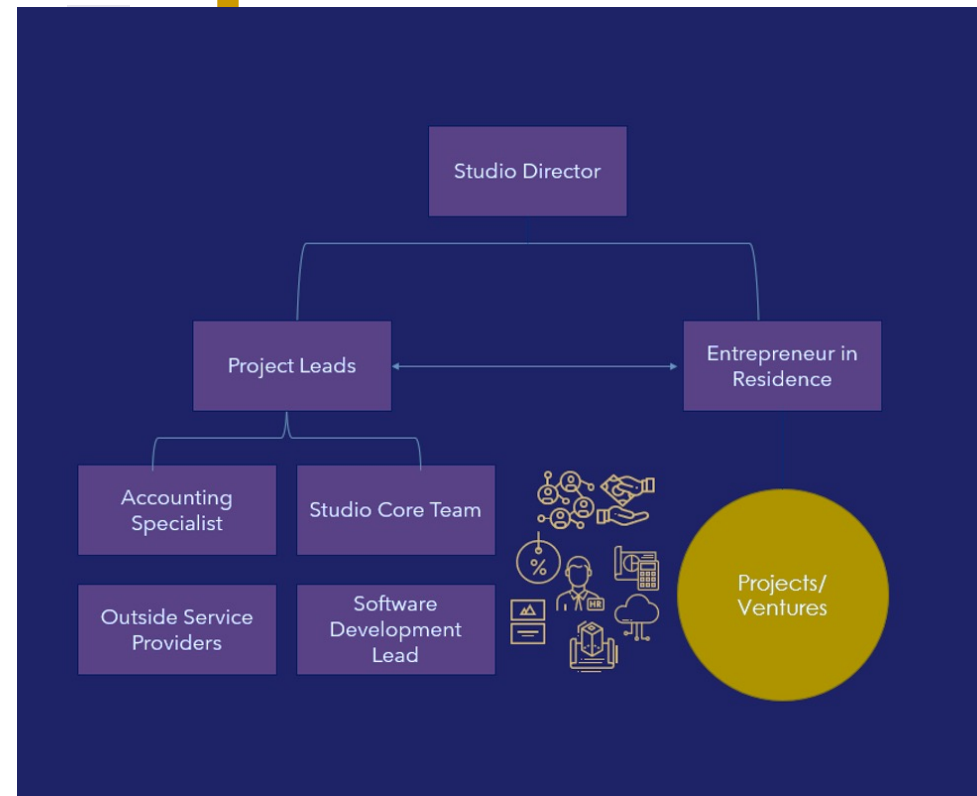 Studio Director
Project Leads
Entrepreneur in
Residence
Accounting
Specialist
Studio Core Team
Outside Service
Providers
Software
Development
Lead
%
HR
Projects/
Ventures